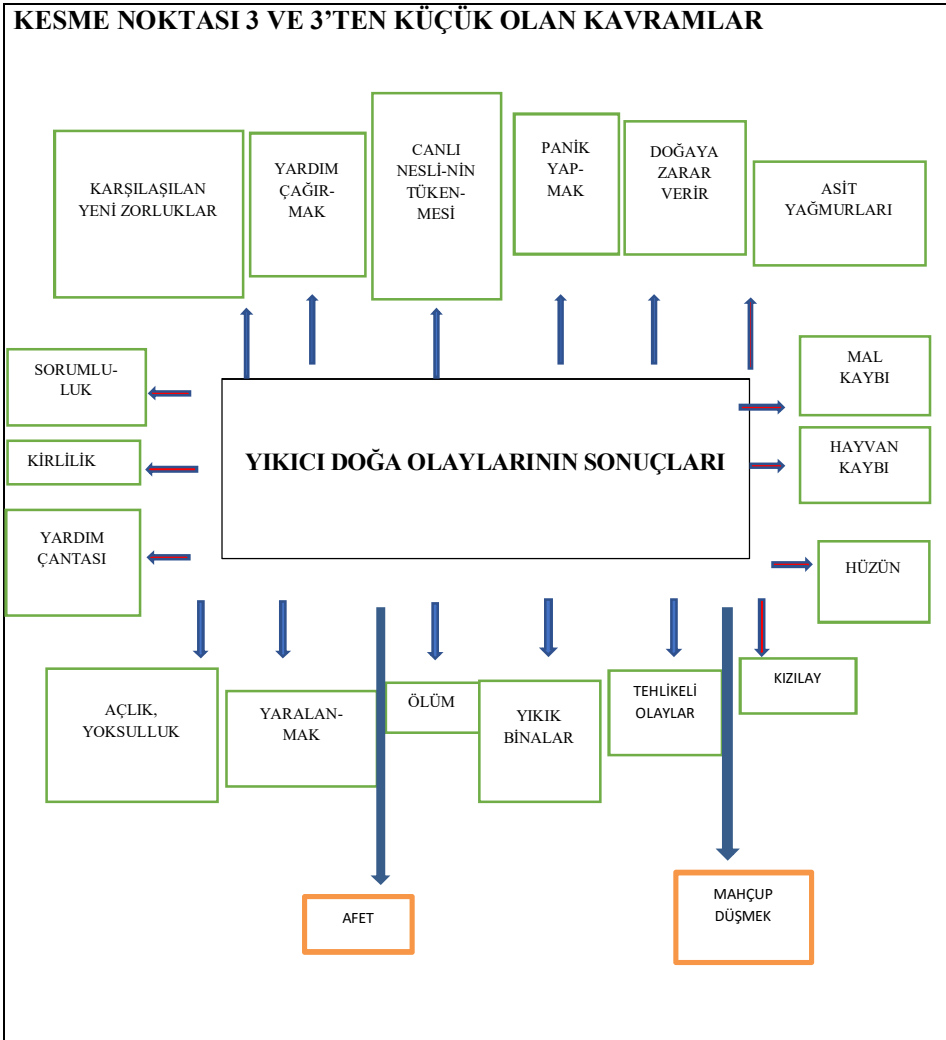 KESME NOKTASI 3 VE 3’TEN KÜÇÜK OLAN KAVRAMLAR
KARŞILAŞILAN
YENİ ZORLUKLAR
YARDIM
ÇAĞIR-
MAK
CANLI
NESLİ-NİN
TÜKEN-
MESİ
PANİK
YAP-
MAK
DOĞAYA
ZARAR
VERİR
ASİT
YAĞMURLARI
SORUMLU-
LUK
MAL
KAYBI
KİRLİLİK
YIKICI DOĞA OLAYLARININ SONUÇLARI
HAYVAN
KAYBI
YARDIM
ÇANTASI
HÜZÜN
AÇLIK,
YOKSULLUK
YARALAN-
MAK
ÖLÜM
YIKIK
BİNALAR
TEHLİKELİ
OLAYLAR
KIZILAY
AFET
MAHÇUP
DÜŞMEK